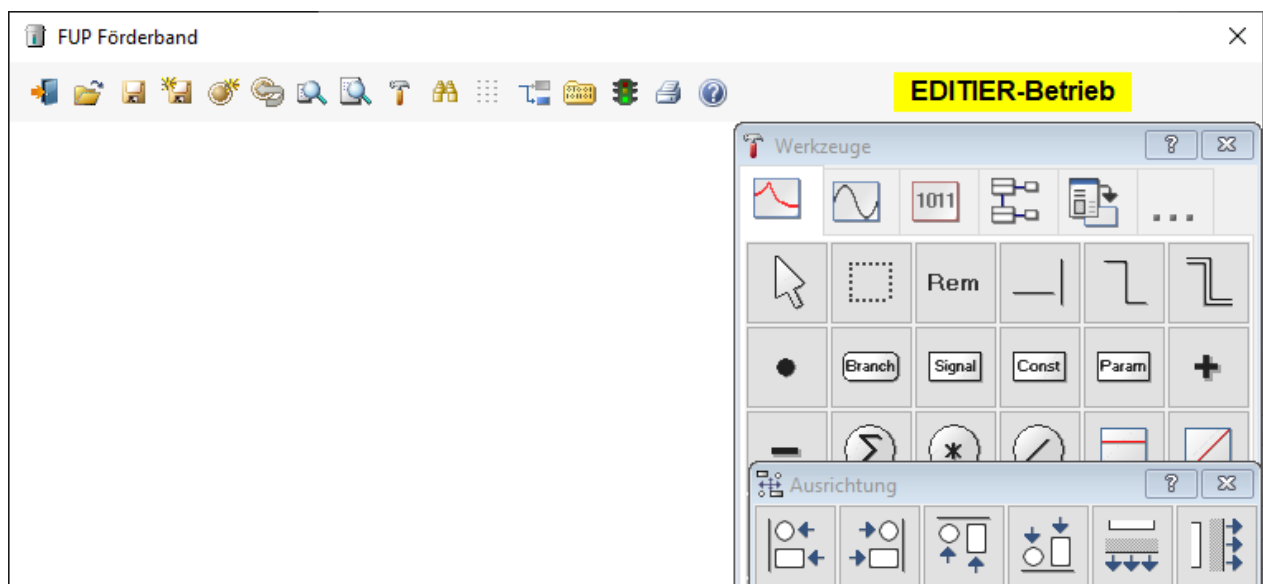 FUP Förderband
EDITIER-Betrieb
Werkzeuge
1011
...
Rem
Branch
Signal
Const
Param
Ausrichtung